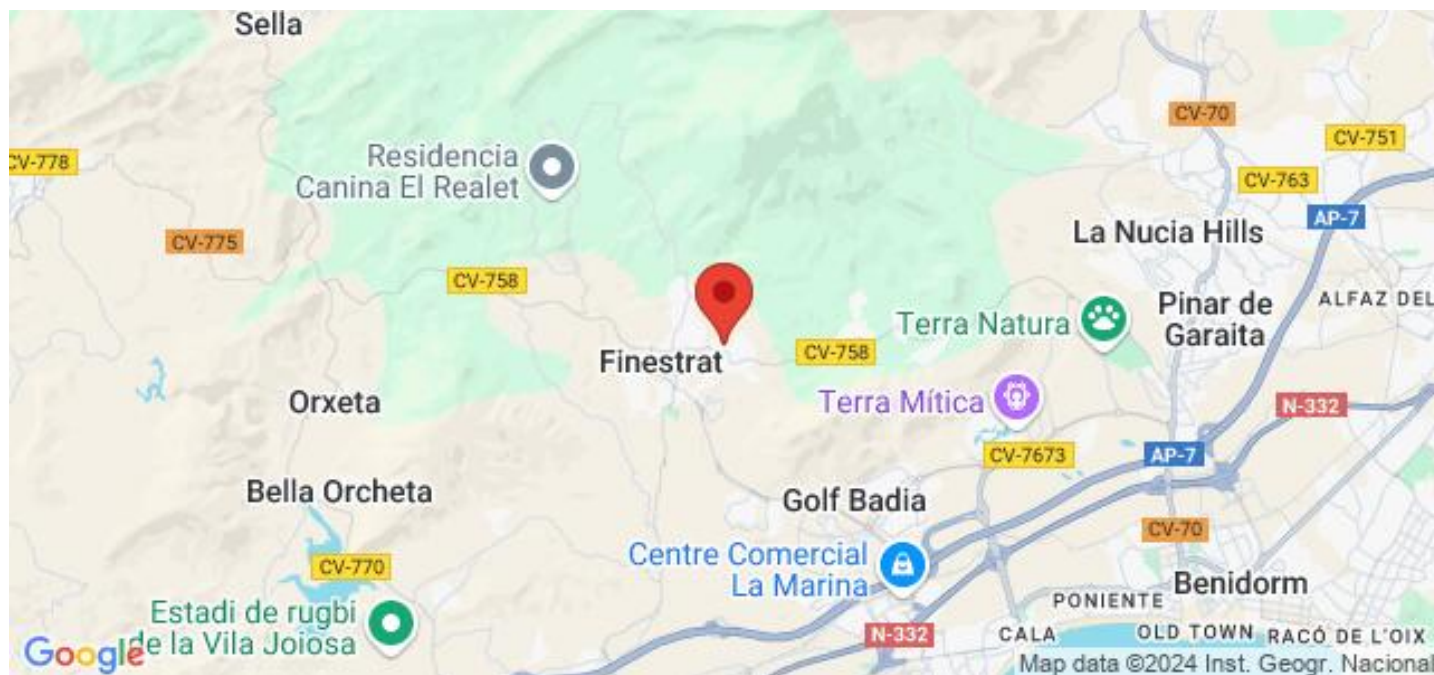 Sella
CV-70
CV-751
CV-778
Residencia
Canina El Realet
CV-763
AP-7
CV-775
La Nucia Hills
CV-758
ALFAZ DEL
Pinar de
Garaita
Terra Natura
CV-758
Finestrat
Orxeta
Terra Mítica
N-332
CV-7673
AP-7
Bella Orcheta
Golf Badia
CV-70
Centre Comercial
La Marina
CV-770
Benidorm
PONIENTE
Estadi de rugbi
de la Vila Joiosa
N-332
CALA
OLD TOWN
RACÓ DE L'OIX
Google
Map data ©2024 Inst. Geogr. Nacional